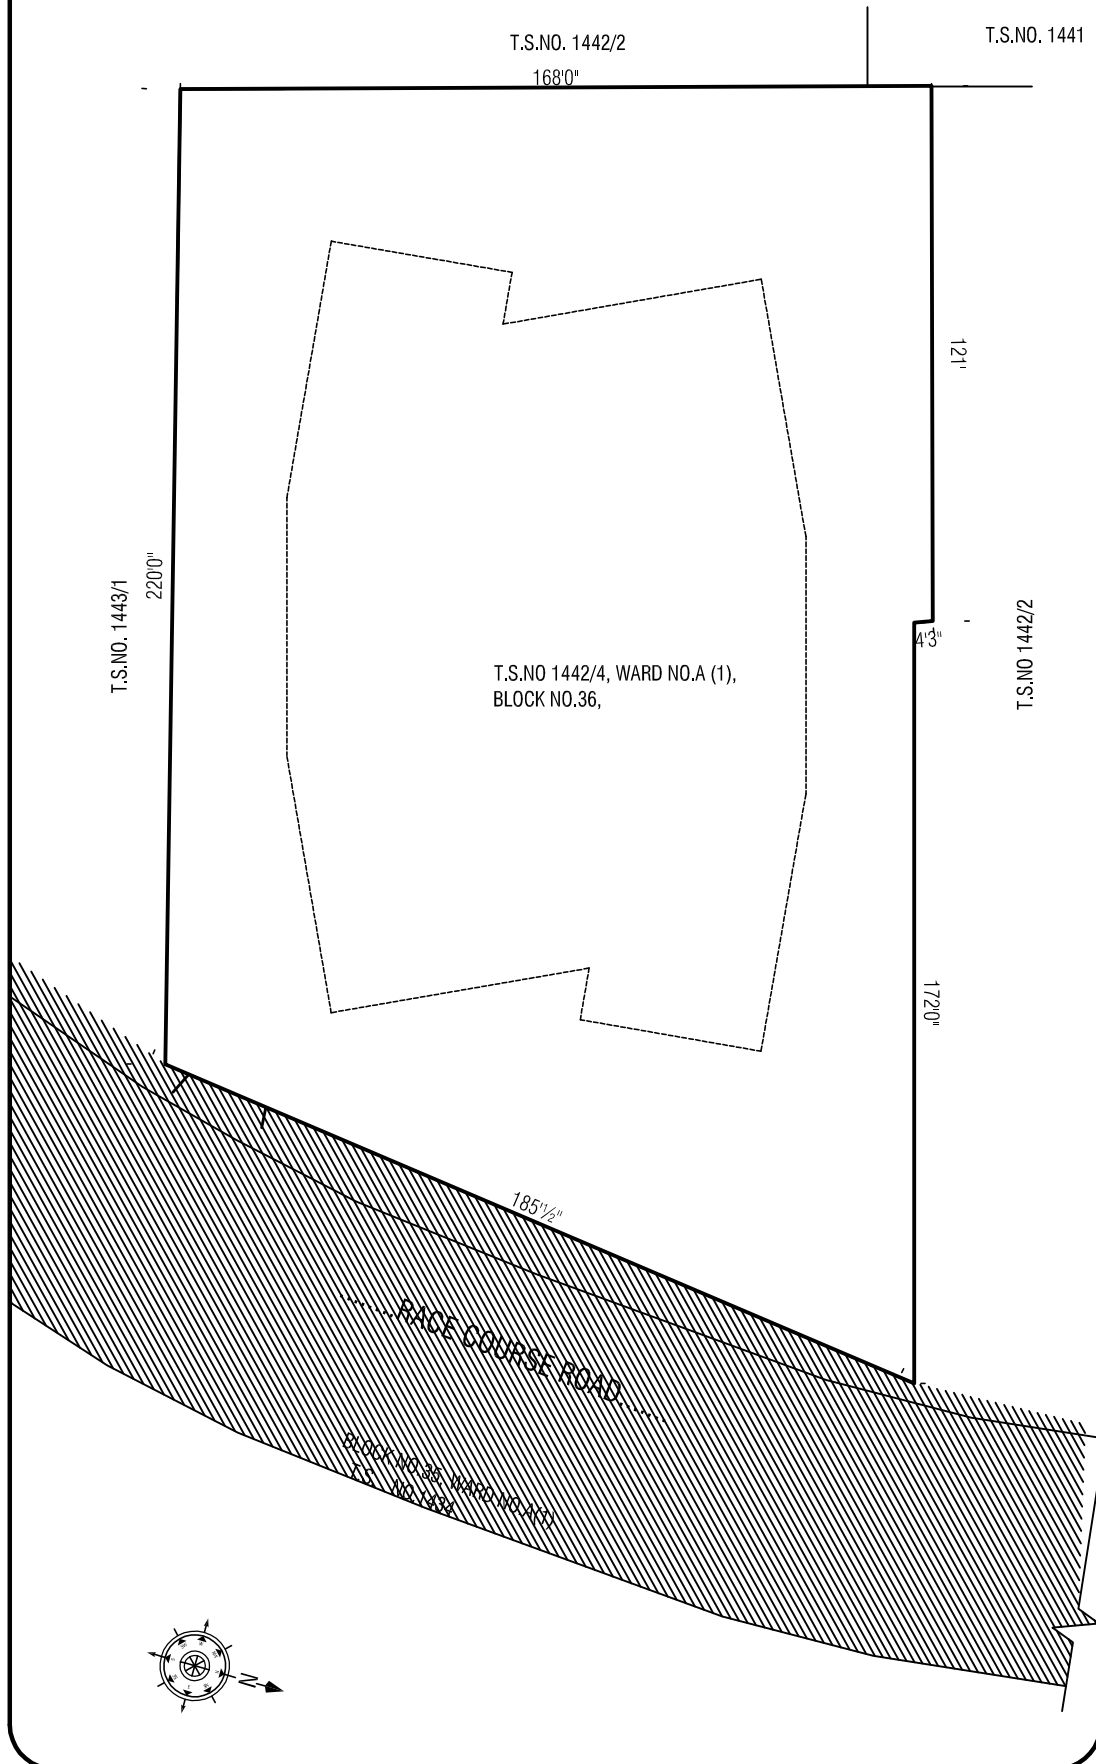 T.S.NO. 1442/2
T.S.NO. 1441
168'0"
121'
220'0"
T.S.NO. 1443/1
4'3"
T.S.NO 1442/2
T.S.NO 1442/4, WARD NO.A (1),
BLOCK NO.36,
172'0"
185'½"
........RACE COURSE ROAD.......
BLOCK NO.35, WARD NO.A(1)
T.S. NO.1434
N